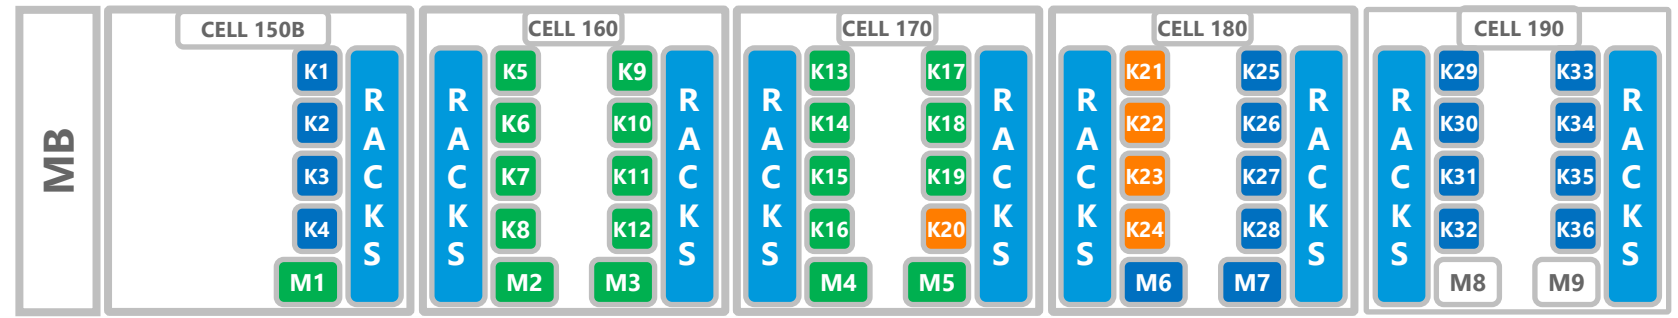 MB
CELL 150B
K1
K2
K3
K4
M1
RACKS
CELL 160
RACKS
K5
K6
K7
K8
M2
K9
K10
K11
K12
M3
RACKS
CELL 170
RACKS
K13
K14
K15
K16
M4
K17
K18
K19
K20
M5
RACKS
CELL 180
RACKS
K21
K22
K23
K24
M6
K25
K26
K27
K28
M7
RACKS
CELL 190
RACKS
K29
K30
K31
K32
M8
K33
K34
K35
K36
M9
RACKS